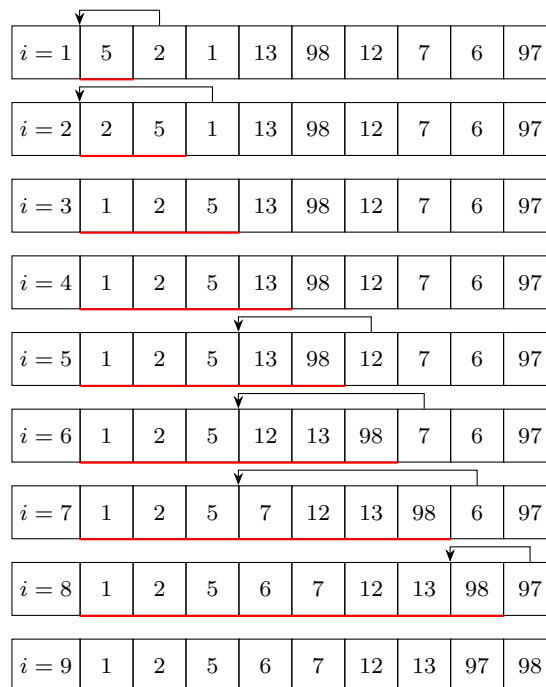 i = 1 5 2 1 13 98 12 7 6 97
i = 2 2 5 1 13 98 12 7 6 97
i = 3 1 2 5 13 98 12 7 6 97
i = 4 1 2 5 13 98 12 7 6 97
i = 5 1 2 5 13 98 12 7 6 97
i = 6 1 2 5 12 13 98 7 6 97
i = 7 1 2 5 7 12 13 98 6 97
i = 8 1 2 5 6 7 12 13 98 97
i = 9 1 2 5 6 7 12 13 97 98